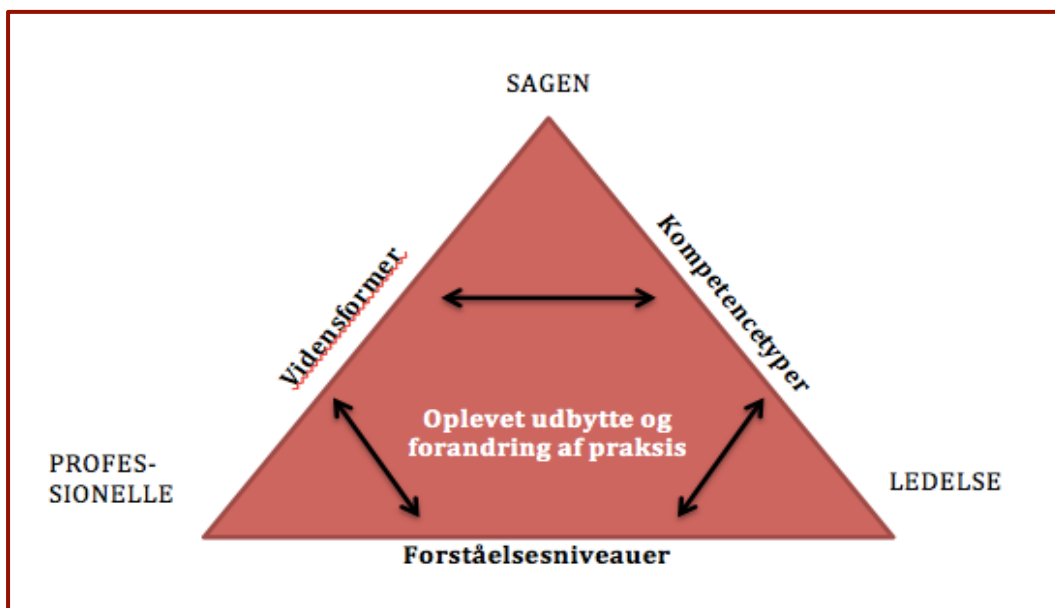 SAGEN
Kompetencetyper
Vidensformer
Oplevet udbytte og
forandring af praksis
PROFES-
SIONELLE
LEDELSE
Forståelsesniveauer